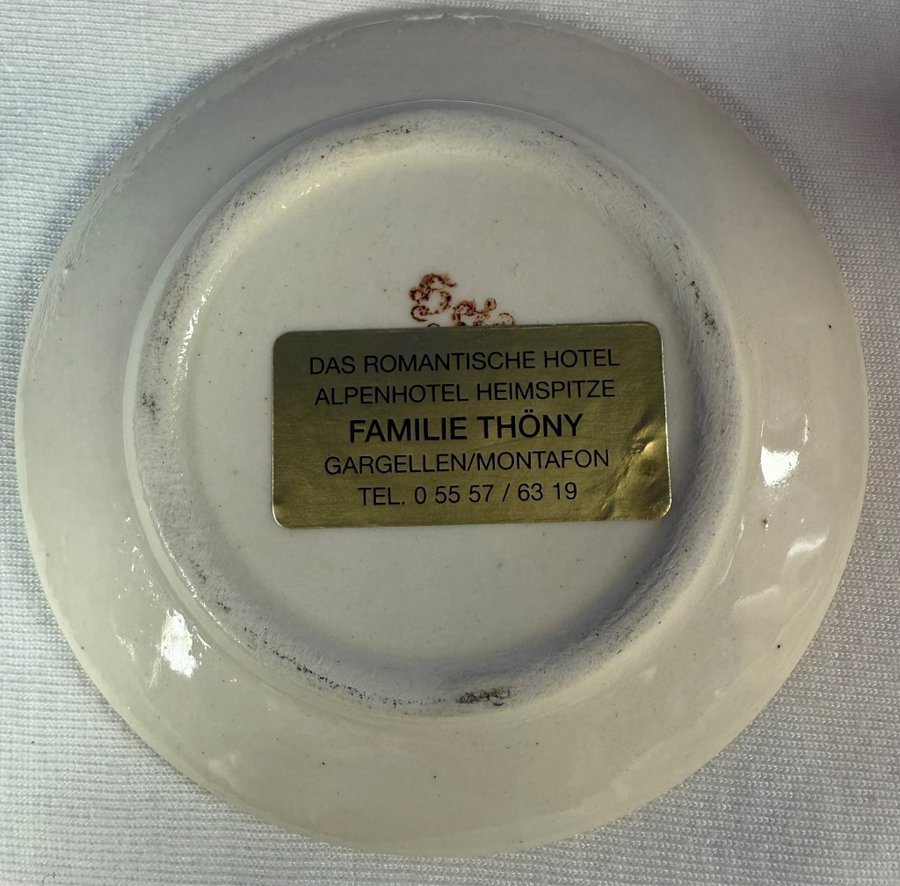 DAS ROMANTISCHE HOTEL
ALPENHOTEL HEIMSPITZE
FAMILIE THÖNY
GARGELLEN/MONTAFON
TEL. 0 55 57 / 63 19